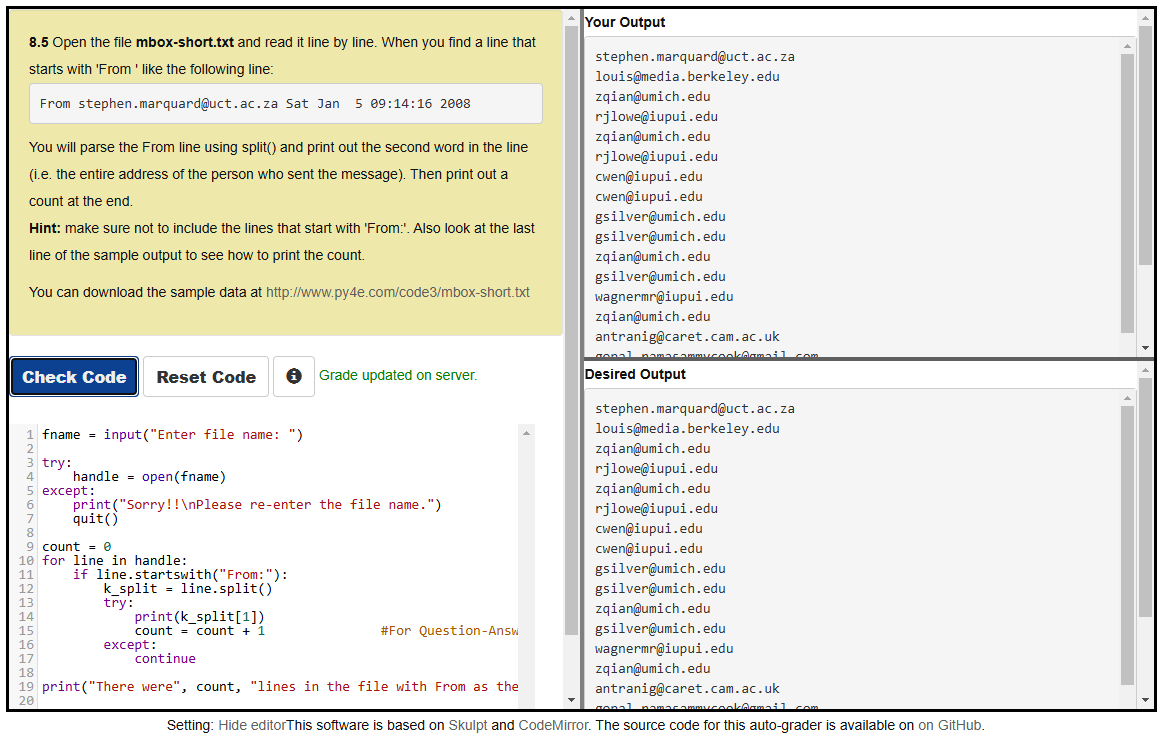 8.5 Open the file mbox-short.txt and read it line by line. When you find a line that
starts with 'From ' like the following line:
From stephen.marquard@uct.ac.za Sat Jan  5 09:14:16 2008
You will parse the From line using split() and print out the second word in the line
(i.e. the entire address of the person who sent the message). Then print out a
count at the end.
Hint: make sure not to include the lines that start with 'From:'. Also look at the last
line of the sample output to see how to print the count.
You can download the sample data at http://www.py4e.com/code3/mbox-short.txt
Check Code Reset Code Grade updated on server.
1 fname = input("Enter file name: ")
2
3 try:
4     handle = open(fname)
5 except:
6     print("Sorry!!\nPlease re-enter the file name.")
7     quit()
8
9 count = 0
10 for line in handle:
11     if line.startswith("From:"):
12         k_split = line.split()
13         try:
14             print(k_split[1])
15             count = count + 1               #For Question-Answ
16         except:
17             continue
18
19 print("There were", count, "lines in the file with From as the
20
Your Output
stephen.marquard@uct.ac.za
louis@media.berkeley.edu
zqian@umich.edu
rjlowe@iupui.edu
zqian@umich.edu
rjlowe@iupui.edu
cwen@iupui.edu
cwen@iupui.edu
gsilver@umich.edu
gsilver@umich.edu
zqian@umich.edu
gsilver@umich.edu
wagnermr@iupui.edu
zqian@umich.edu
antranig@caret.cam.ac.uk
gopal.ramasammycook@gmail.com
Desired Output
stephen.marquard@uct.ac.za
louis@media.berkeley.edu
zqian@umich.edu
rjlowe@iupui.edu
zqian@umich.edu
rjlowe@iupui.edu
cwen@iupui.edu
cwen@iupui.edu
gsilver@umich.edu
gsilver@umich.edu
zqian@umich.edu
gsilver@umich.edu
wagnermr@iupui.edu
zqian@umich.edu
antranig@caret.cam.ac.uk
gopal.ramasammycook@gmail.com
Setting: Hide editorThis software is based on Skulpt and CodeMirror. The source code for this auto-grader is available on on GitHub.